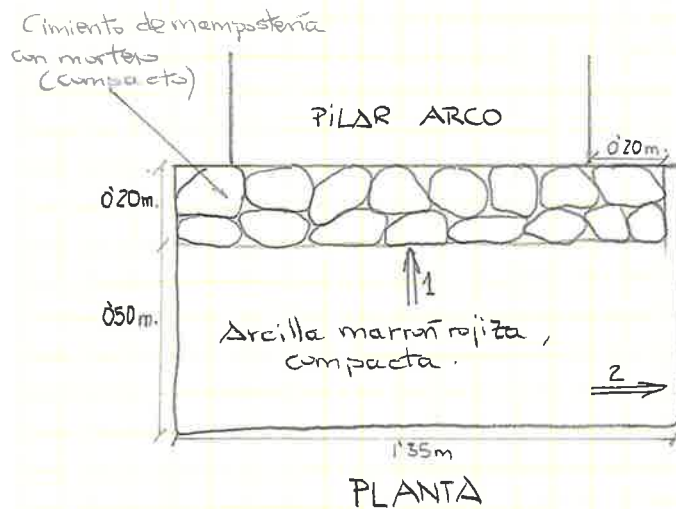 Cimiento de mampostería
con mortero
(compacto)
PILAR ARCO
0'20m.
0'20m.
1
0'50m.
Arcilla marrón rojiza,
compacta.
2
1'35m
PLANTA